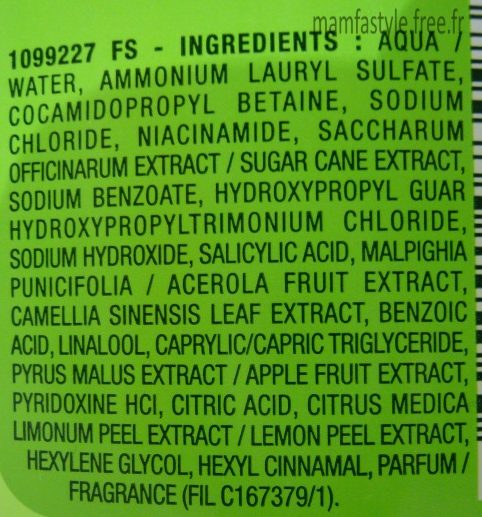 mamfastyle.free.fr
1099227 FS - INGREDIENTS : AQUA /
WATER, AMMONIUM LAURYL SULFATE,
COCAMIDOPROPYL BETAINE, SODIUM
CHLORIDE, NIACINAMIDE, SACCHARUM
OFFICINARUM EXTRACT / SUGAR CANE EXTRACT,
SODIUM BENZOATE, HYDROXYPROPYL GUAR
HYDROXYPROPYLTRIMONIUM CHLORIDE,
SODIUM HYDROXIDE, SALICYLIC ACID, MALPIGHIA
PUNICIFOLIA / ACEROLA FRUIT EXTRACT,
CAMELLIA SINENSIS LEAF EXTRACT, BENZOIC
ACID, LINALOOL, CAPRYLIC/CAPRIC TRIGLYCERIDE,
PYRUS MALUS EXTRACT / APPLE FRUIT EXTRACT,
PYRIDOXINE HCl, CITRIC ACID, CITRUS MEDICA
LIMONUM PEEL EXTRACT / LEMON PEEL EXTRACT,
HEXYLENE GLYCOL, HEXYL CINNAMAL, PARFUM /
FRAGRANCE (FIL C167379/1).